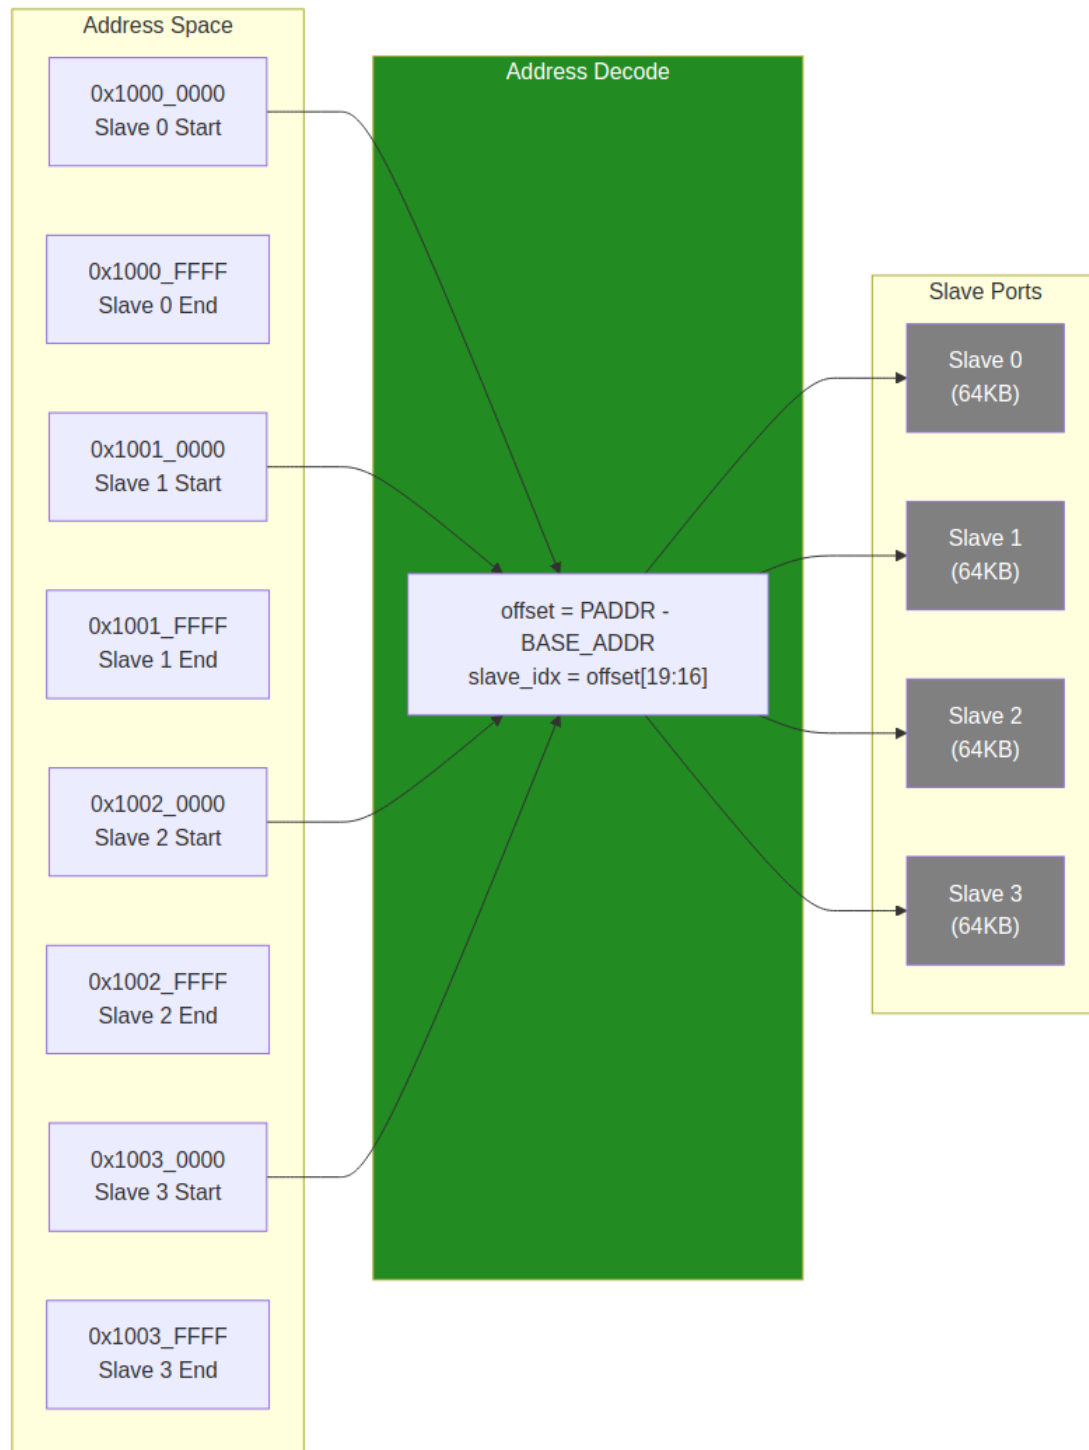 Address Space
0x1000_0000
Slave 0 Start
0x1000_FFFF
Slave 0 End
0x1001_0000
Slave 1 Start
0x1001_FFFF
Slave 1 End
0x1002_0000
Slave 2 Start
0x1002_FFFF
Slave 2 End
0x1003_0000
Slave 3 Start
0x1003_FFFF
Slave 3 End
Address Decode
offset = PADDR -
BASE_ADDR
slave_idx = offset[19:16]
Slave Ports
Slave 0
(64KB)
Slave 1
(64KB)
Slave 2
(64KB)
Slave 3
(64KB)